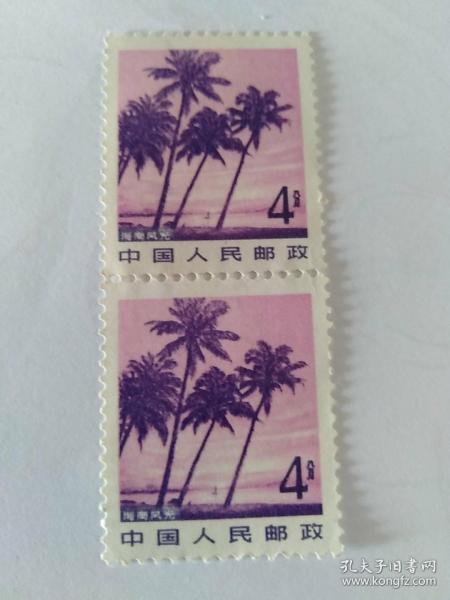 4分
海南风光
中国人民邮政
4分
海南风光
中国人民邮政
孔夫子旧书网
www.kongfz.com